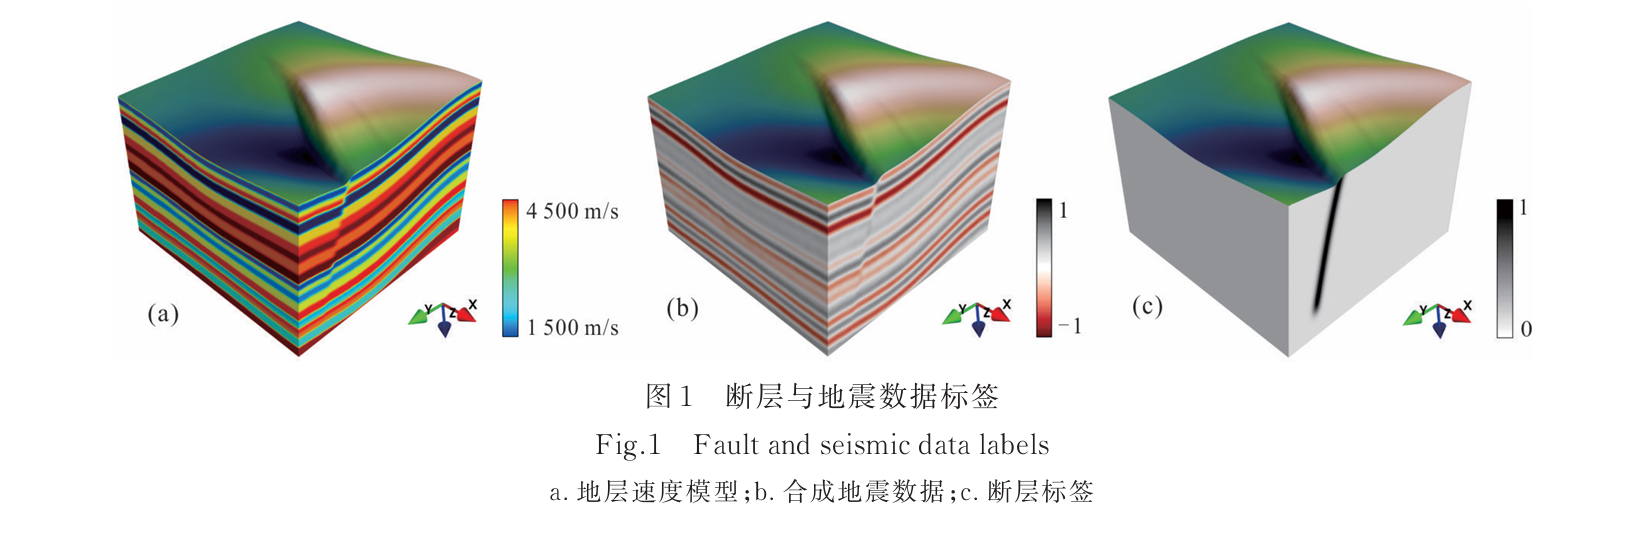 4 500 m/s
1 500 m/s
(a)
Y
Z
X
1
−1
(b)
Y
Z
X
1
0
(c)
Y
Z
X
图1 断层与地震数据标签
Fig.1 Fault and seismic data labels
a.地层速度模型;b.合成地震数据;c.断层标签